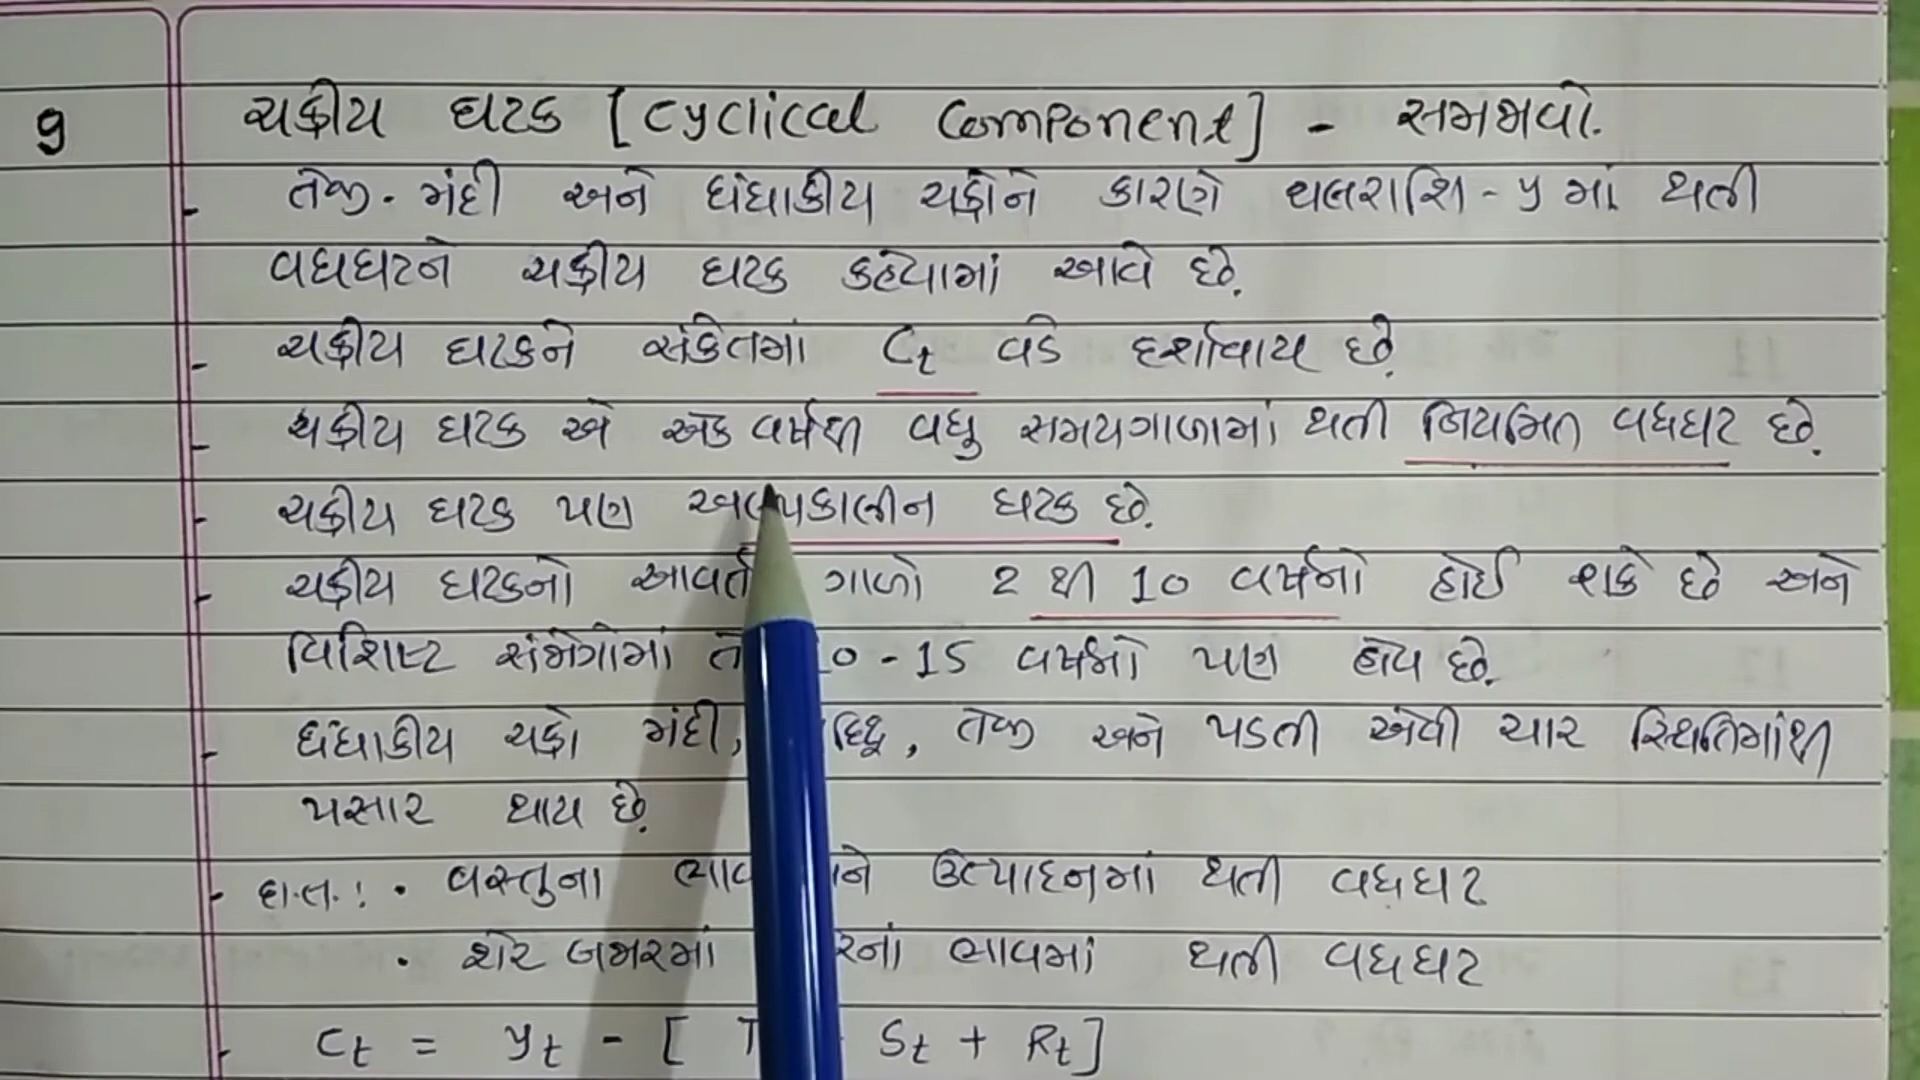 9 ચક્રીય ઘટક [Cyclical Component] - સમજાવો.
- તેજી-મંદી અને ધંધાકીય ચક્રોને કારણે ચલરાશિ - y માં થતી
વધઘટને ચક્રીય ઘટક કહેવામાં આવે છે.
- ચક્રીય ઘટકને સંકેતમાં Ct વડે દર્શાવાય છે.
- ચક્રીય ઘટક એ એક વર્ષથી વધુ સમયગાળામાં થતી નિયમિત વધઘટ છે.
- ચક્રીય ઘટક પણ અલ્પકાલીન ઘટક છે.
- ચક્રીય ઘટકનો ગાળો 2 થી 10 વર્ષનો હોઈ શકે છે અને
વિશિષ્ટ સંજોગોમાં - 15 વર્ષનો પણ હોય છે.
- ધંધાકીય ચક્રો મંદી, તેજી અને પડતી એવી ચાર સ્થિતિમાંથી
પસાર થાય છે.
- દા.ત. : • વસ્તુના ઉત્પાદનમાં થતી વધઘટ
• શેર બજારમાં ભાવમાં થતી વધઘટ
- Ct = yt - [ St + Rt ]